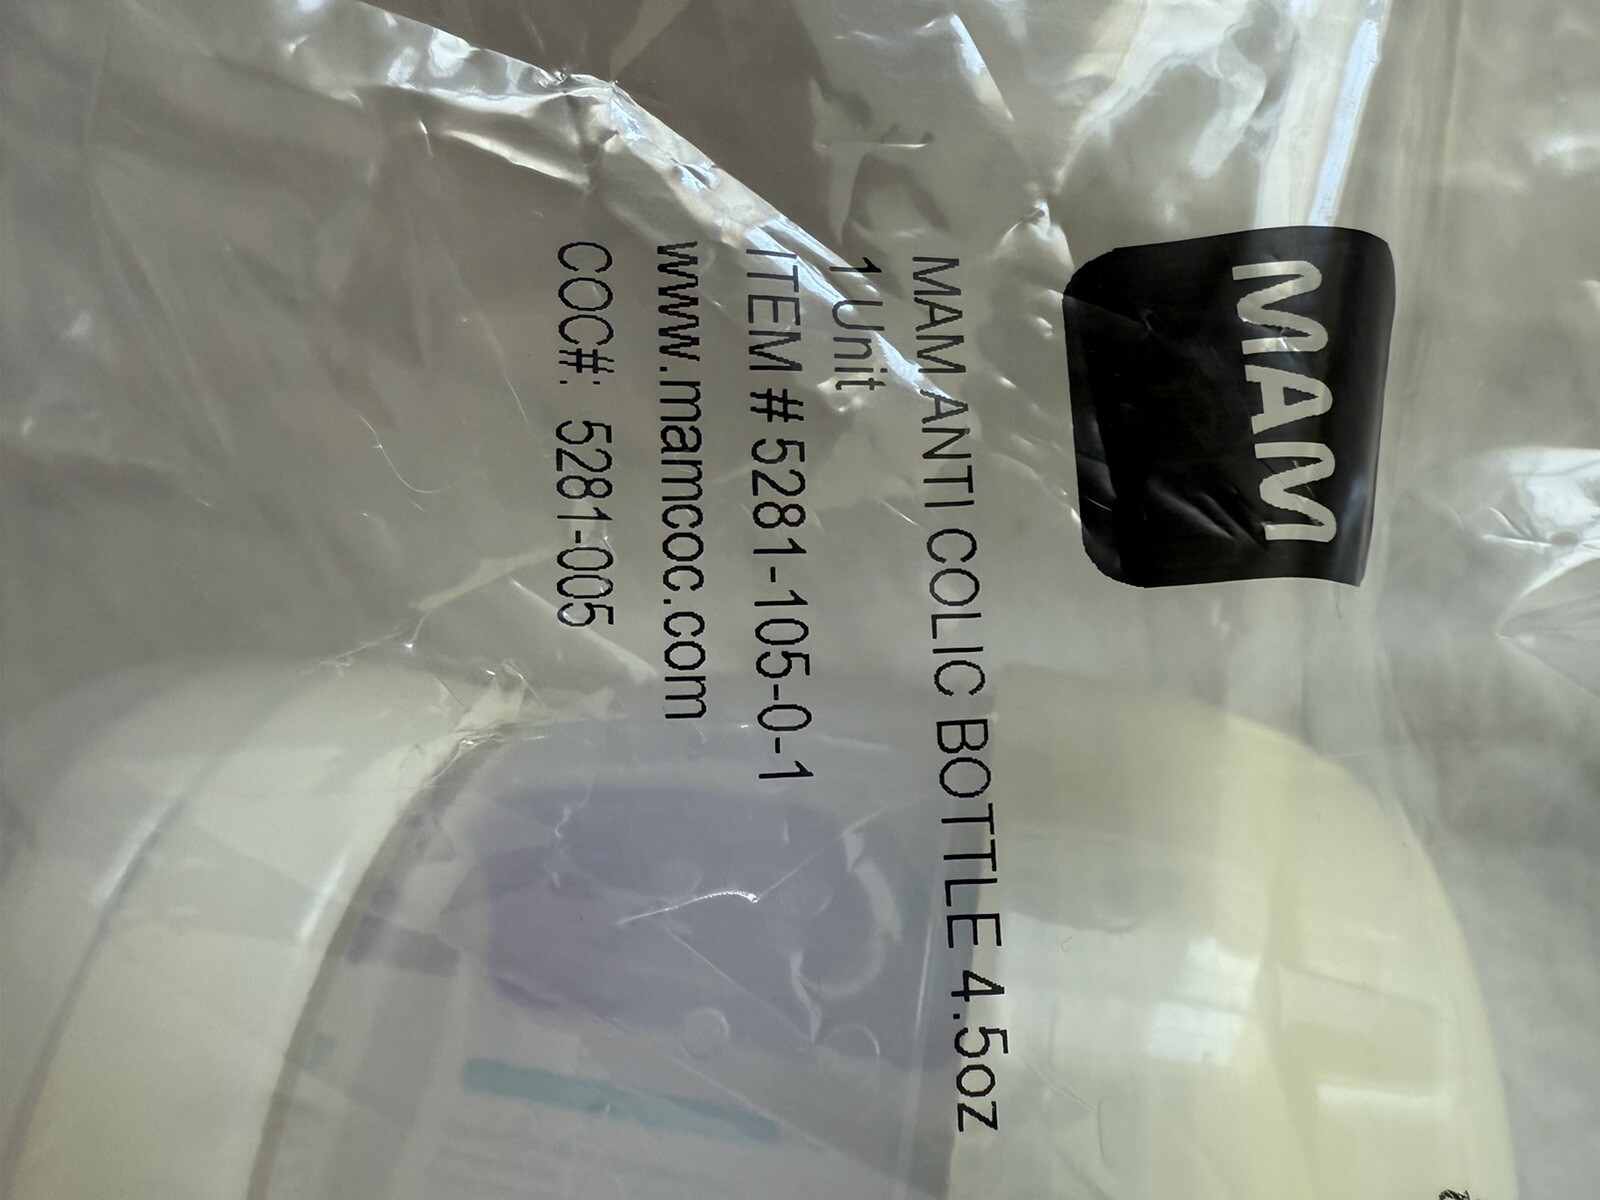 MAM
MAM ANTI COLIC BOTTLE 4.5oz
1 Unit
ITEM # 5281-105-0-1
www.mamcoc.com
COC#: 5281-005